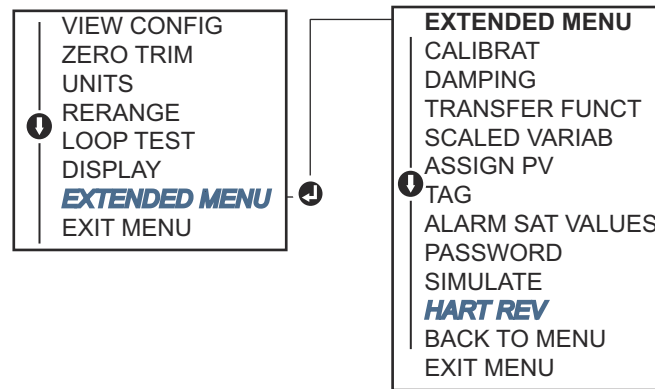 VIEW CONFIG
ZERO TRIM
UNITS
RERANGE
LOOP TEST
DISPLAY
EXTENDED MENU
EXIT MENU
EXTENDED MENU
CALIBRAT
DAMPING
TRANSFER FUNCT
SCALED VARIAB
ASSIGN PV
TAG
ALARM SAT VALUES
PASSWORD
SIMULATE
HART REV
BACK TO MENU
EXIT MENU